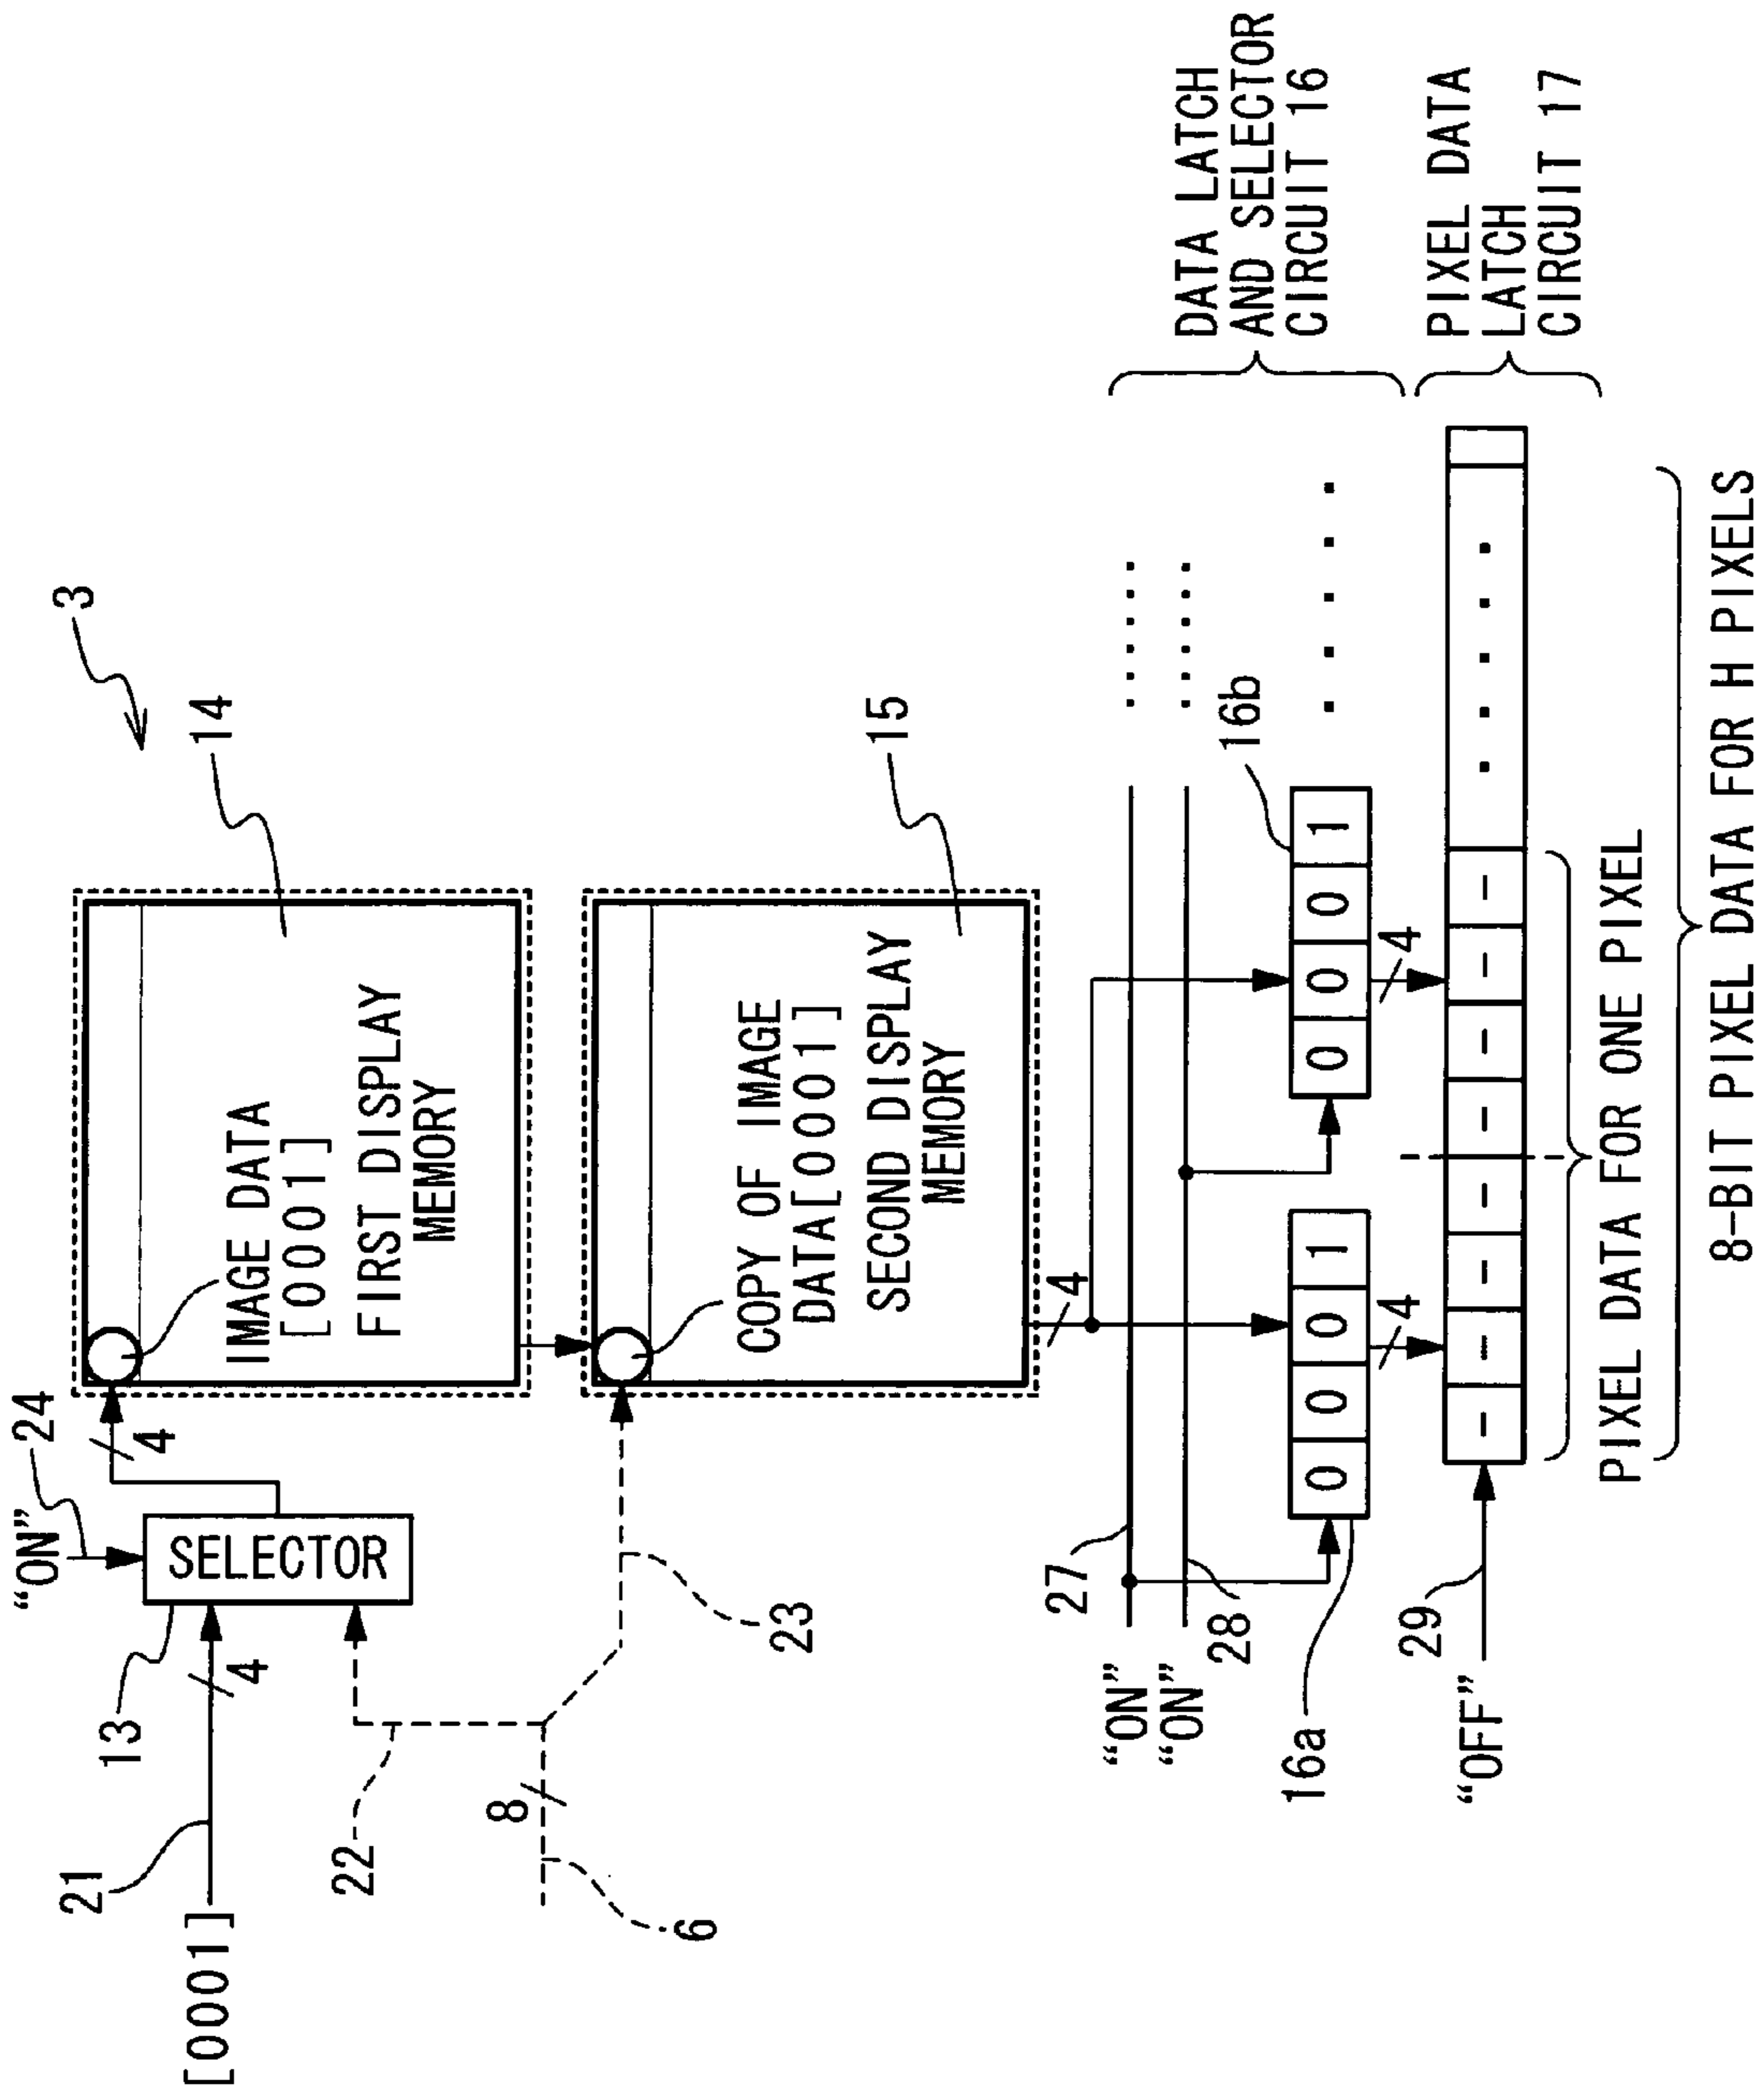 3
"ON"
24
[0001]
21
4
13
SELECTOR
4
IMAGE DATA
[0001]
FIRST DISPLAY
MEMORY
14
22
8
6
23
COPY OF IMAGE
DATA[0001]
SECOND DISPLAY
MEMORY
15
4
"ON"
27
"ON"
28
16a
0 0 0 1
16b
0 0 0 1
4
4
DATA LATCH
AND SELECTOR
CIRCUIT 16
"OFF"
29
– – – – – – – –
PIXEL DATA
LATCH
CIRCUIT 17
PIXEL DATA FOR ONE PIXEL
8-BIT PIXEL DATA FOR H PIXELS